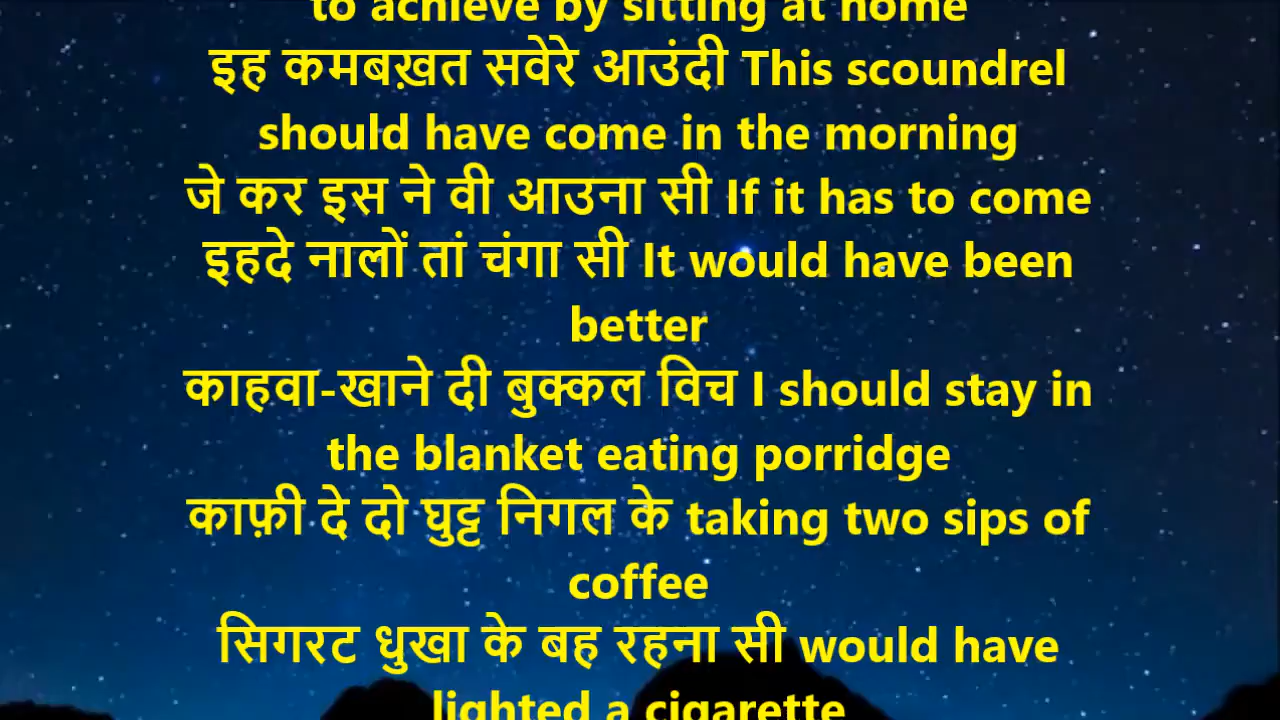 to achieve by sitting at home
इह कमबख़त सवेरे आउंदी This scoundrel
should have come in the morning
जे कर इस ने वी आउना सी If it has to come
इहदे नालों तां चंगा सी It would have been
better
काहवा-खाने दी बुक्कल विच I should stay in
the blanket eating porridge
काफ़ी दे दो घुट्ट निगल के taking two sips of
coffee
सिगरट धुखा के बह रहना सी would have
lighted a cigarette